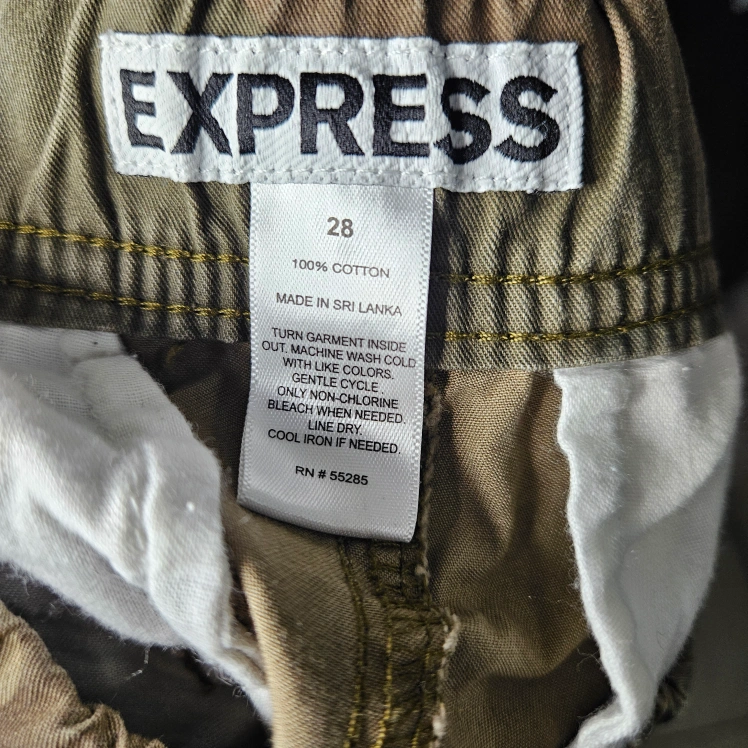 EXPRESS
28
100% COTTON
MADE IN SRI LANKA
TURN GARMENT INSIDE
OUT. MACHINE WASH COLD
WITH LIKE COLORS.
GENTLE CYCLE.
ONLY NON-CHLORINE
BLEACH WHEN NEEDED.
LINE DRY.
COOL IRON IF NEEDED.
RN # 55285